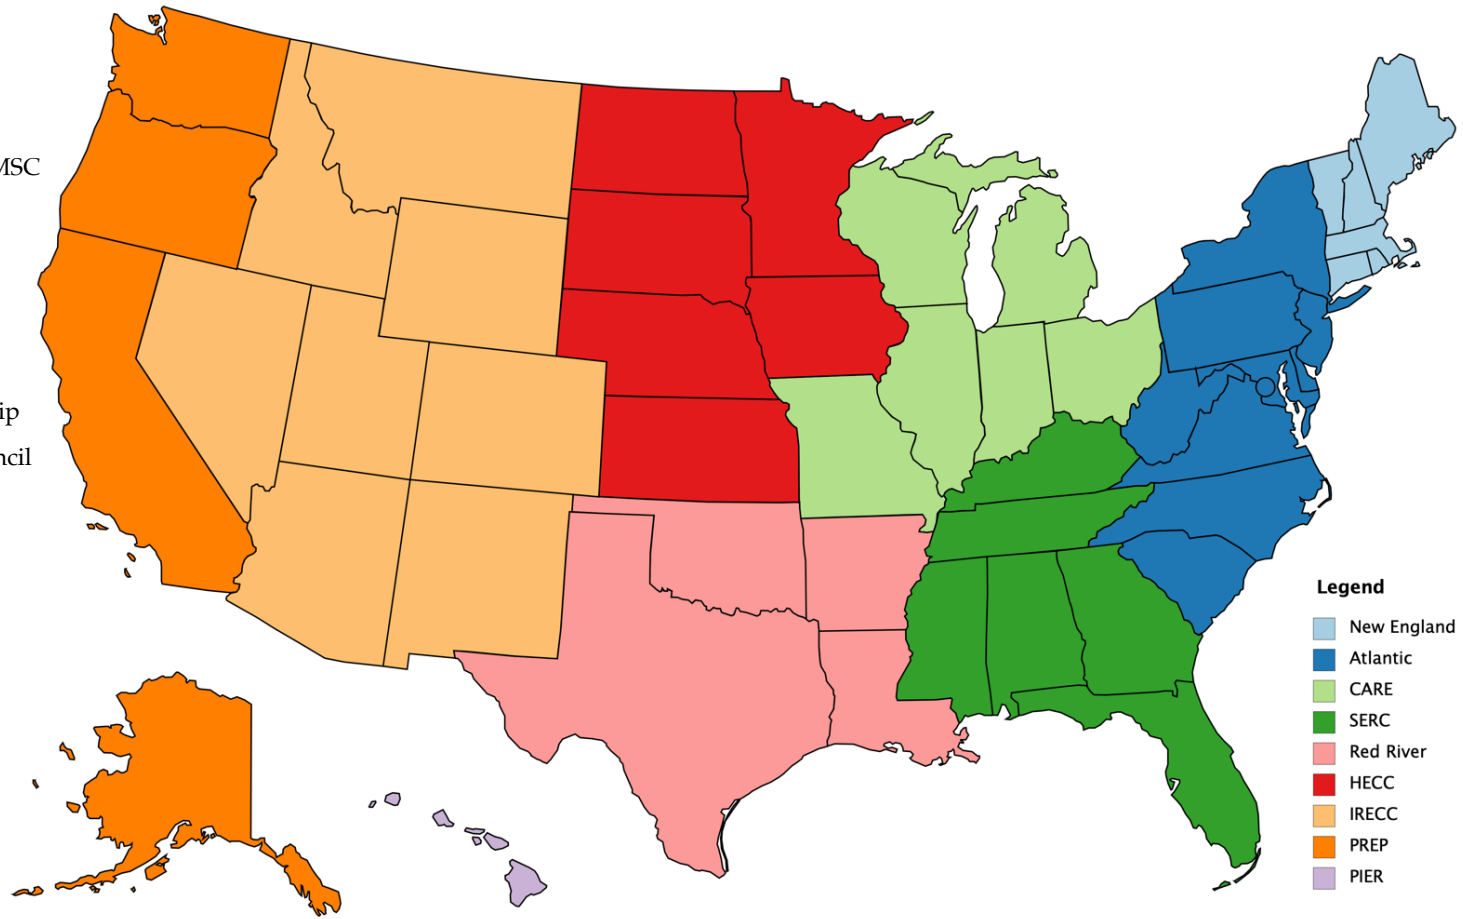 MSC
ip
ncil
Legend
New England
Atlantic
CARE
SERC
Red River
HECC
IRECC
PREP
PIER